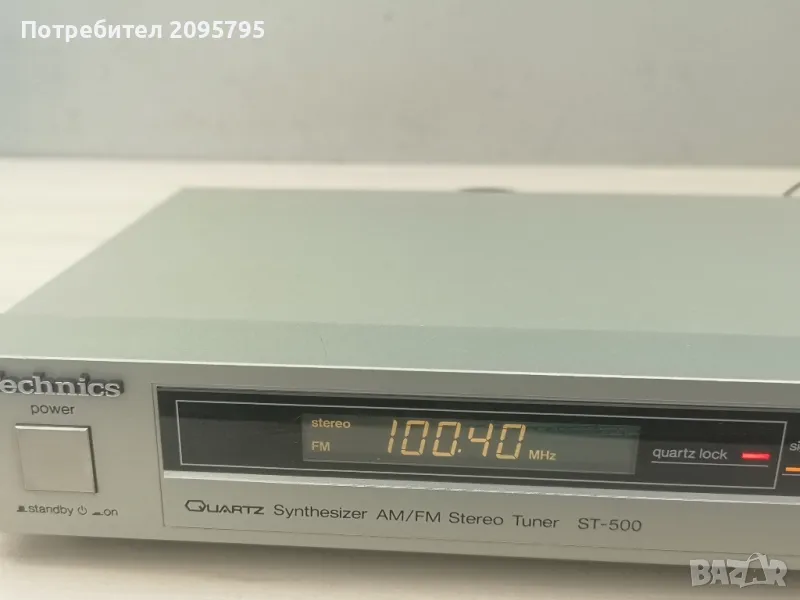 Потребител 2095795
echnics
power
standby on
stereo
FM 100.40 MHz
quartz lock
QUARTZ Synthesizer AM/FM Stereo Tuner ST-500
BAZAR